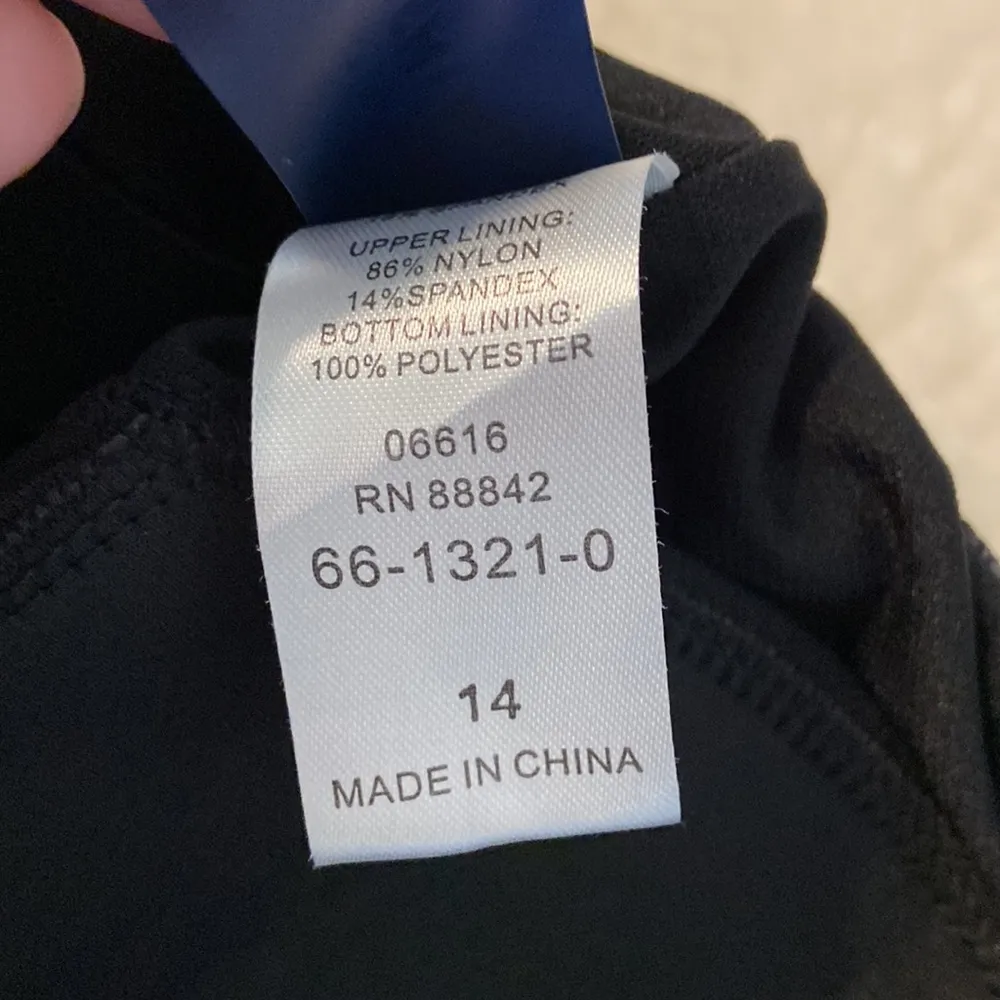 UPPER LINING:
86% NYLON
14%SPANDEX
BOTTOM LINING:
100% POLYESTER
06616
RN 88842
66-1321-0
14
MADE IN CHINA